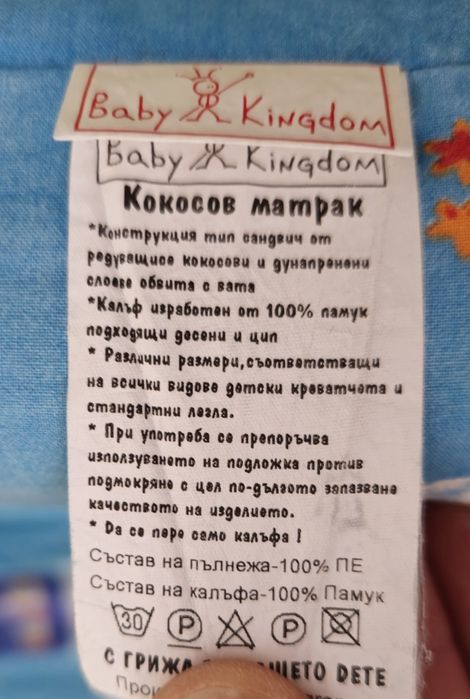 Baby Kingdom
Baby Kingdom
Кокосов матрак
*Конструкция тип сандвич от
редуващисе кокосови и дунапренени
слоеве обвита с вата
*Калъф изработен от 100% памук
подходящи десени и цип
* Различни размери,съответстващи
на всички видове детски креватчета и
стандартни легла.
* При употреба се препоръчва
използуването на подложка против
подмокряне с цел по-дългото запазване
качеството на изделието.
* Да се пере само калъфа !
Състав на пълнежа-100% ПЕ
Състав на калъфа-100% Памук
30 P P
С ГРИЖА ДЕТЕ